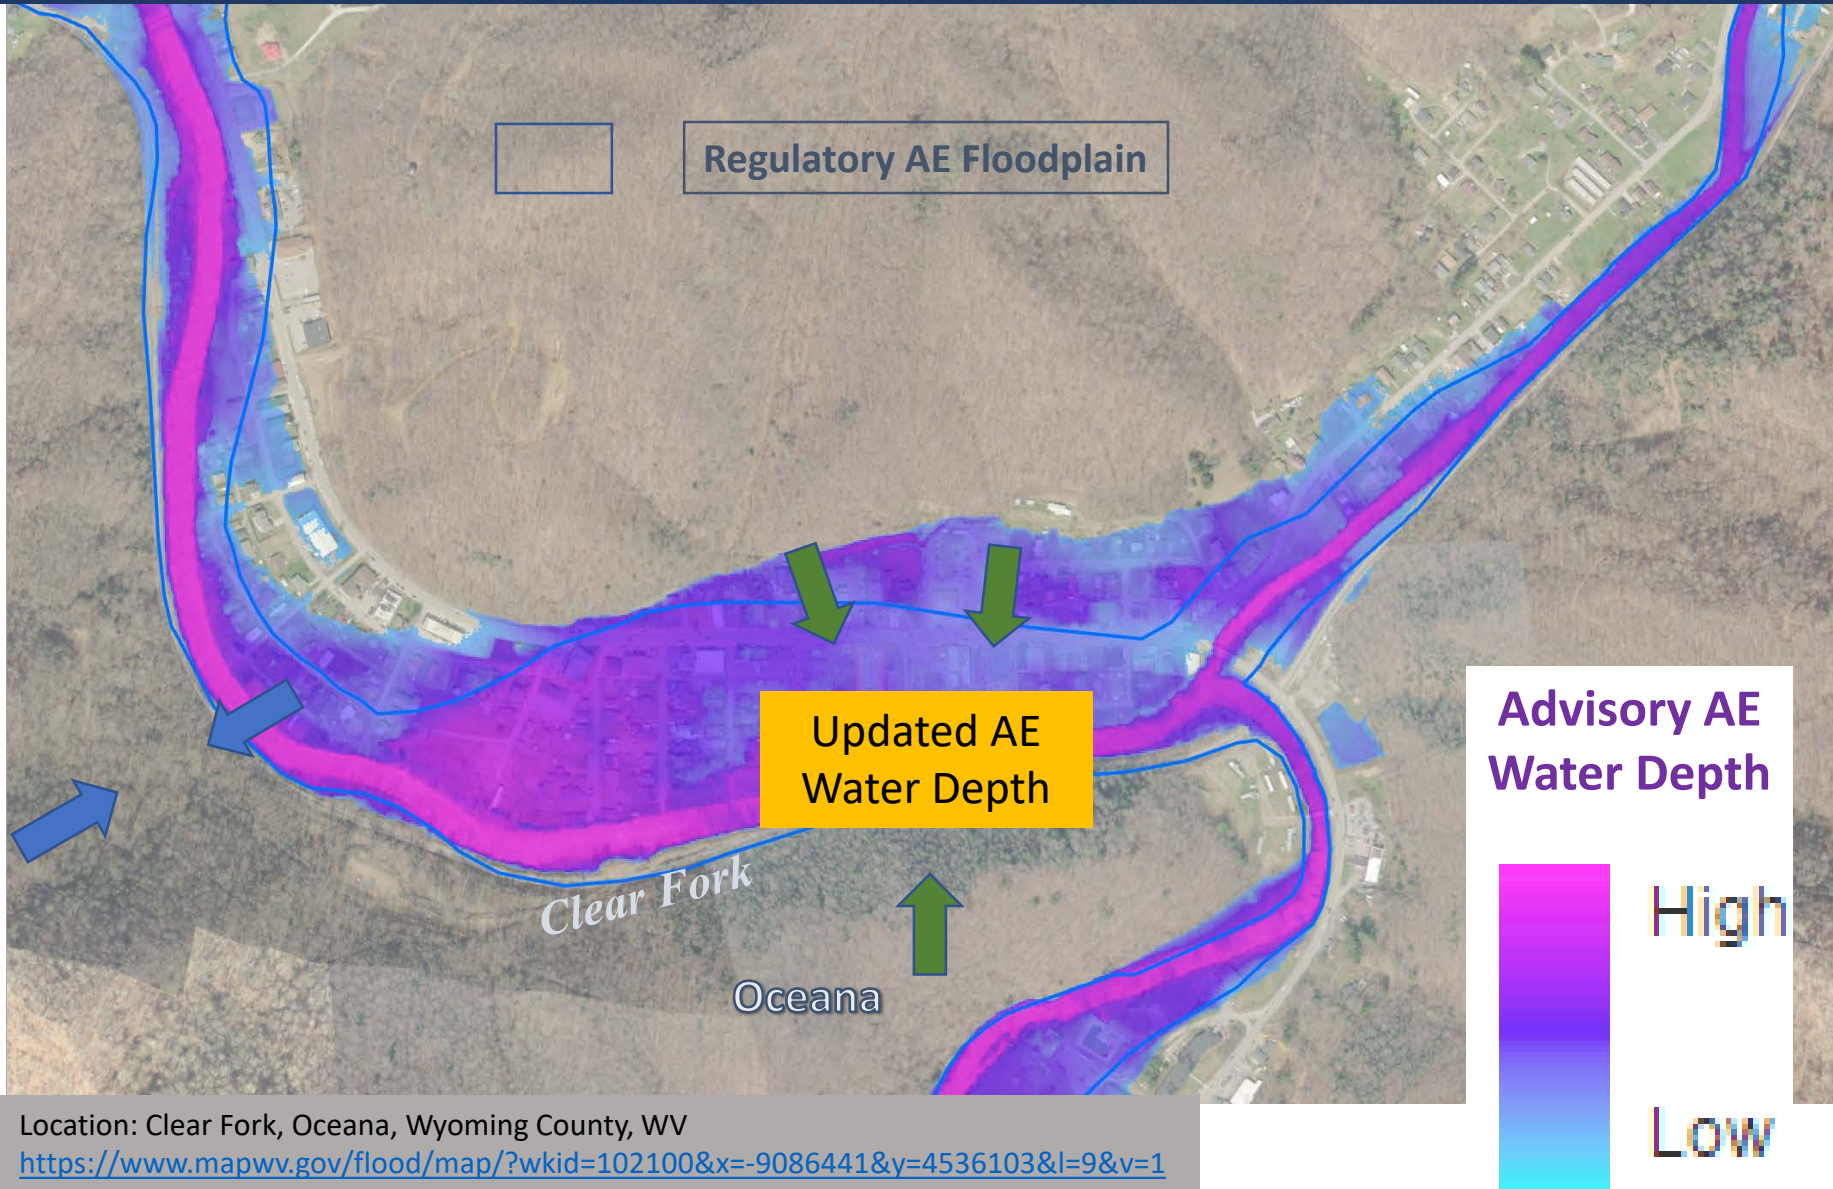 Regulatory AE Floodplain
Updated AE
Water Depth
Advisory AE
Water Depth
High
Clear Fork
Oceana
Low
Location: Clear Fork, Oceana, Wyoming County, WV
https://www.mapwv.gov/flood/map/?wkid=102100&x=-9086441&y=4536103&l=9&v=1